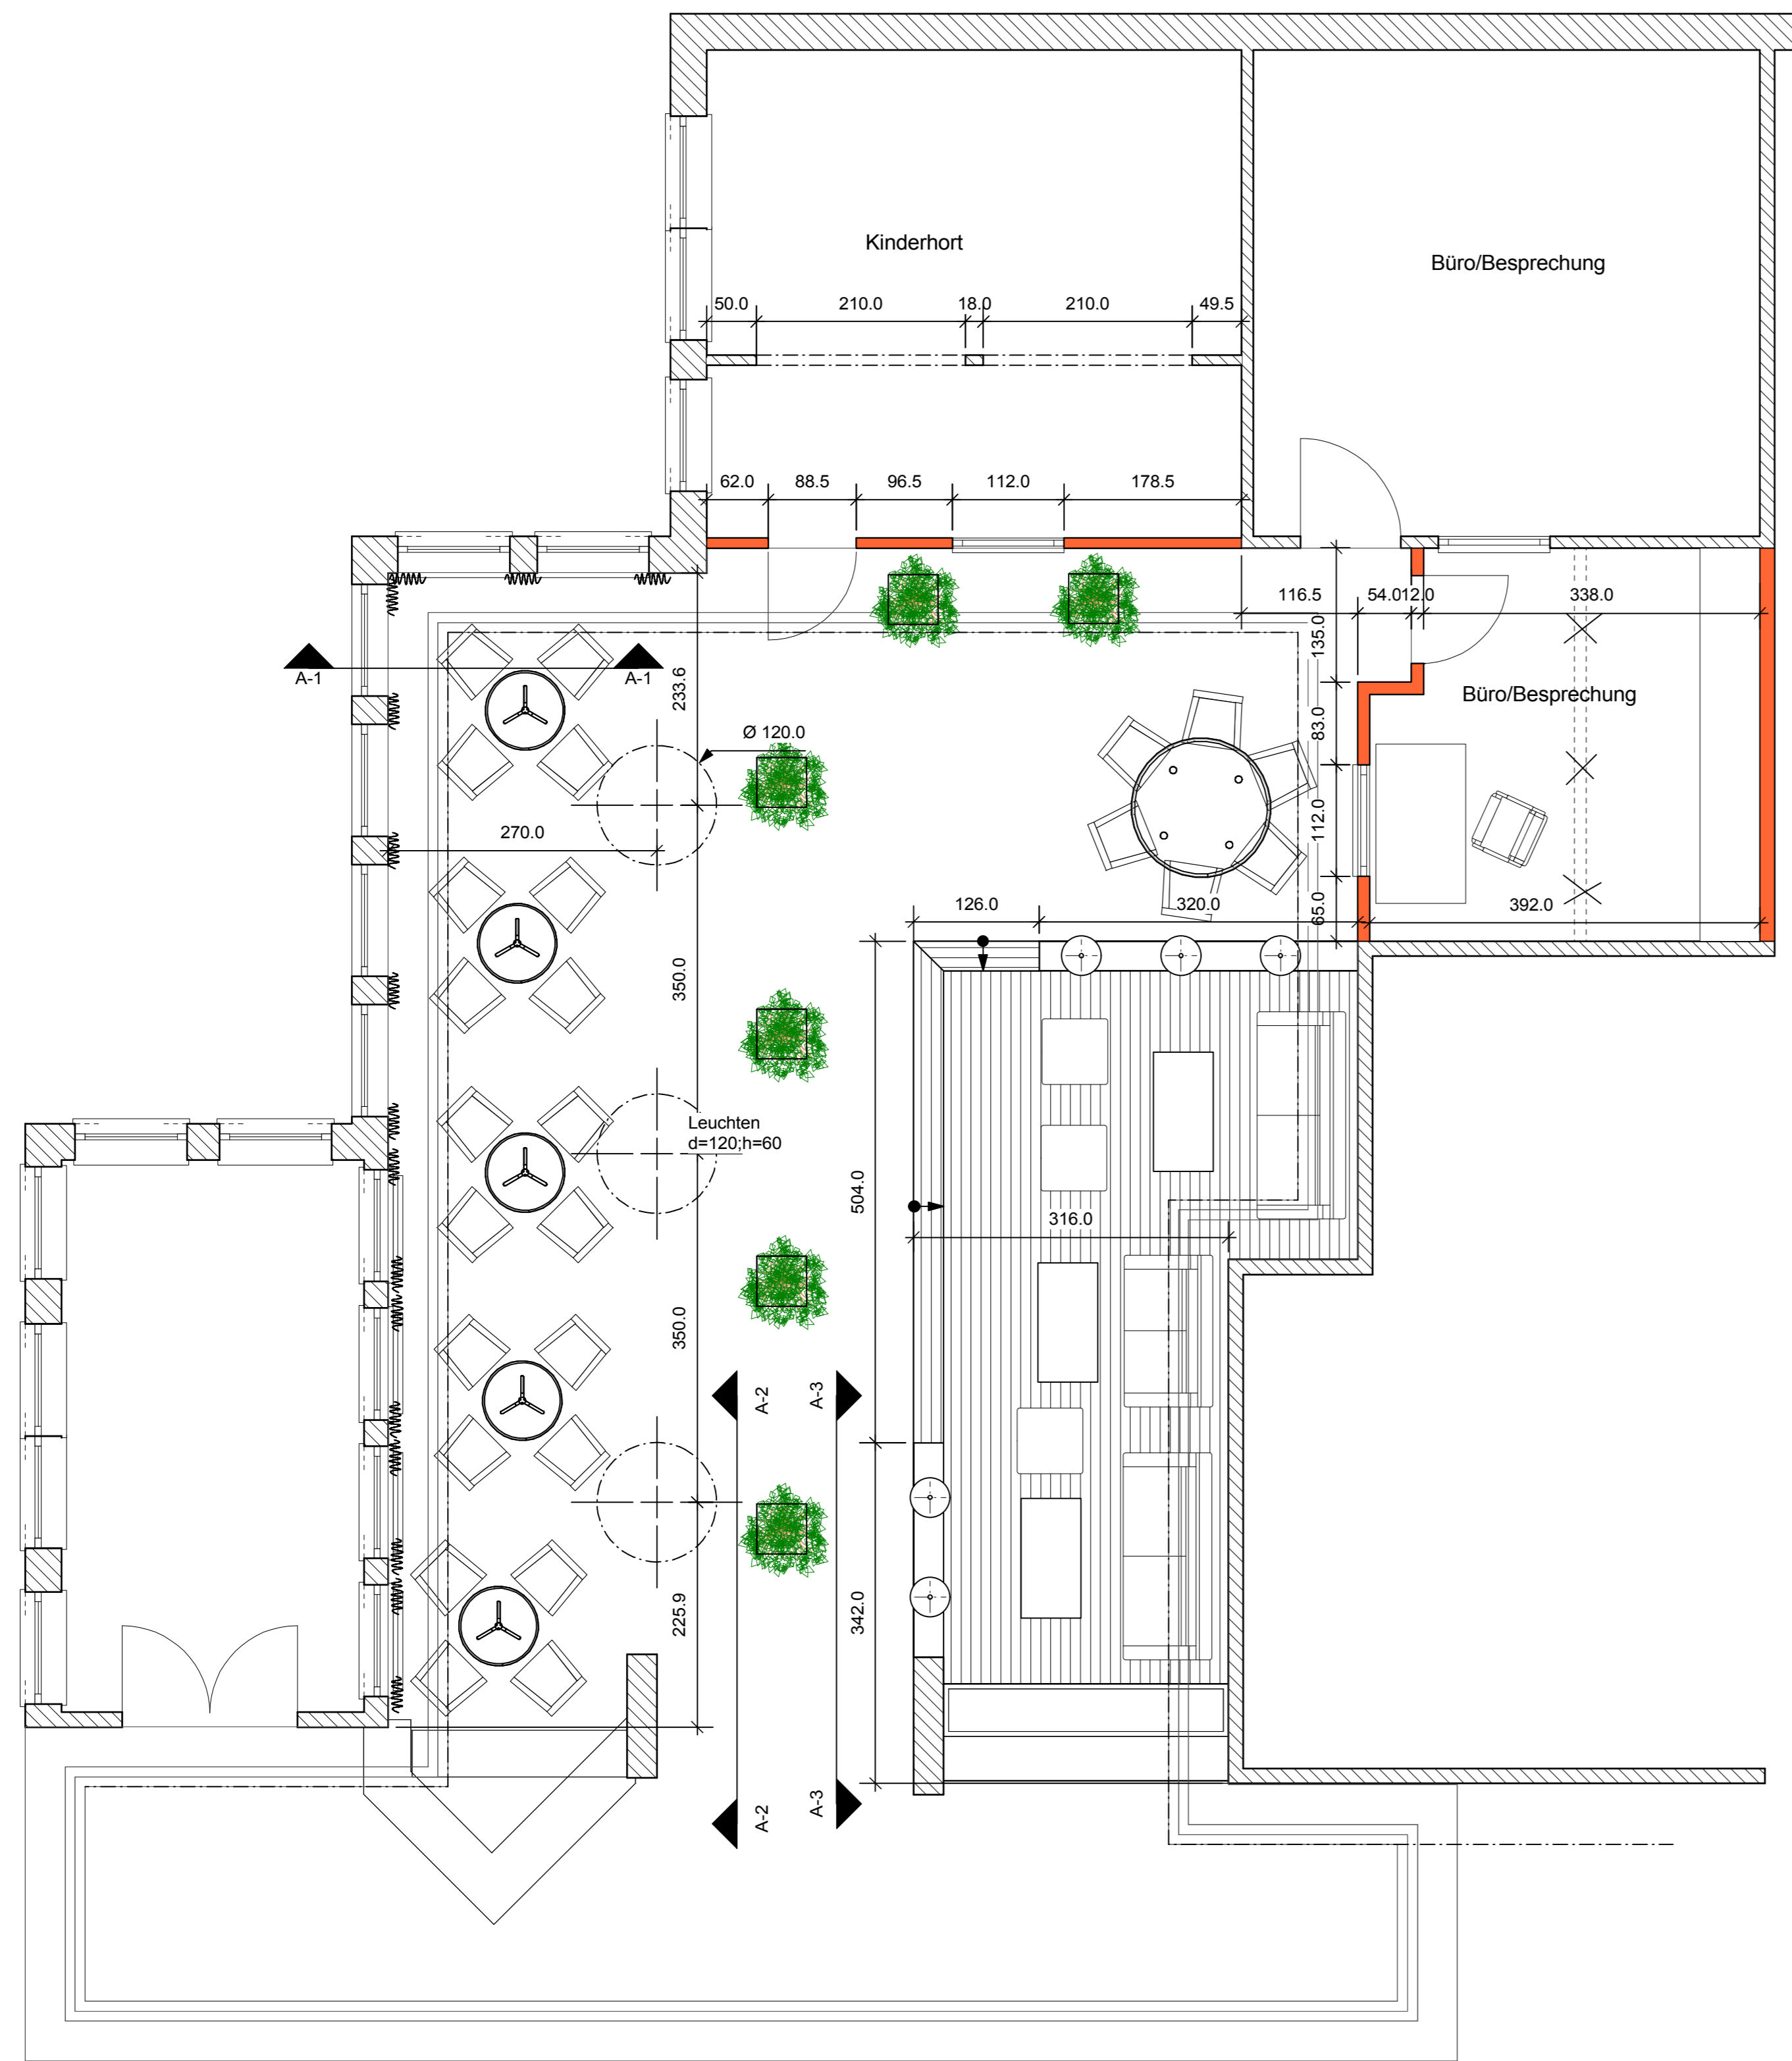 Kinderhort
Büro/Besprechung
50.0 210.0 18.0 210.0 49.5
62.0 88.5 96.5 112.0 178.5
116.5 54.0 12.0 338.0
135.0
A-1 A-1
233.6
Büro/Besprechung
83.0
Ø 120.0
270.0
112.0
126.0 320.0 65.0 392.0
350.0
Leuchten
d=120;h=60
504.0
316.0
350.0
A-2 A-3
225.9
342.0
A-2 A-3